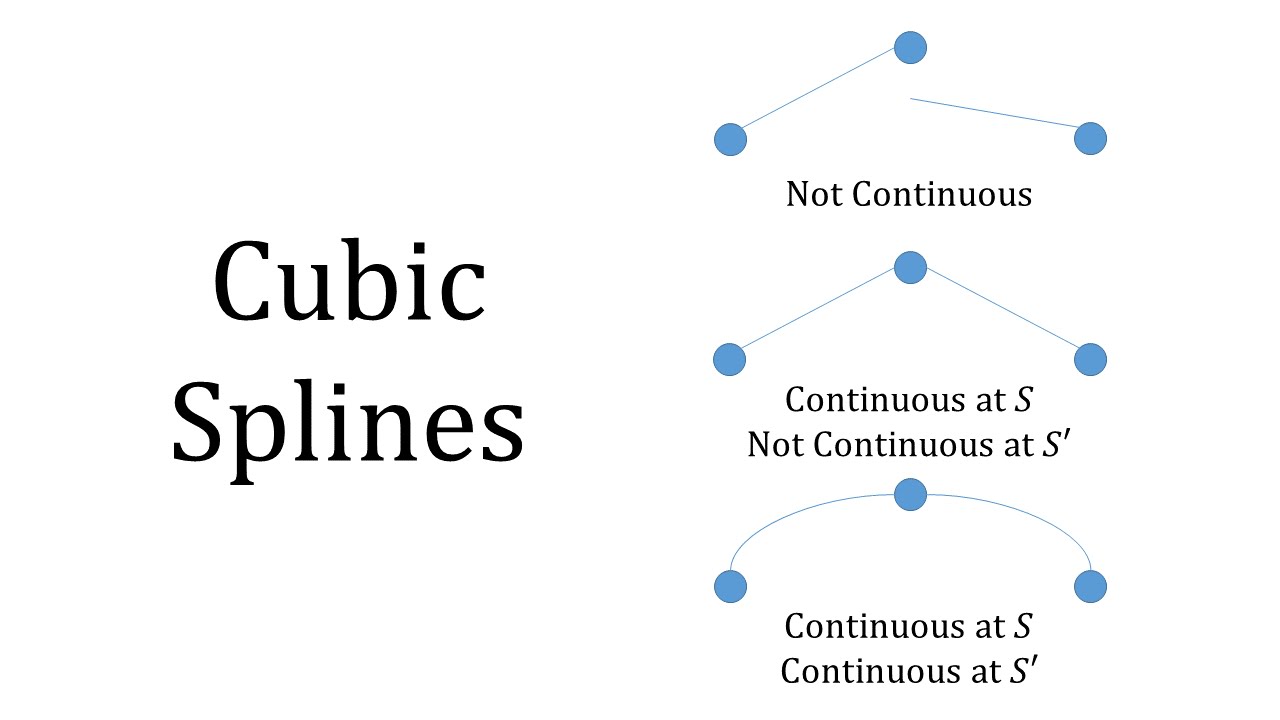 Cubic
Splines
Not Continuous
Continuous at S
Not Continuous at S′
Continuous at S
Continuous at S′